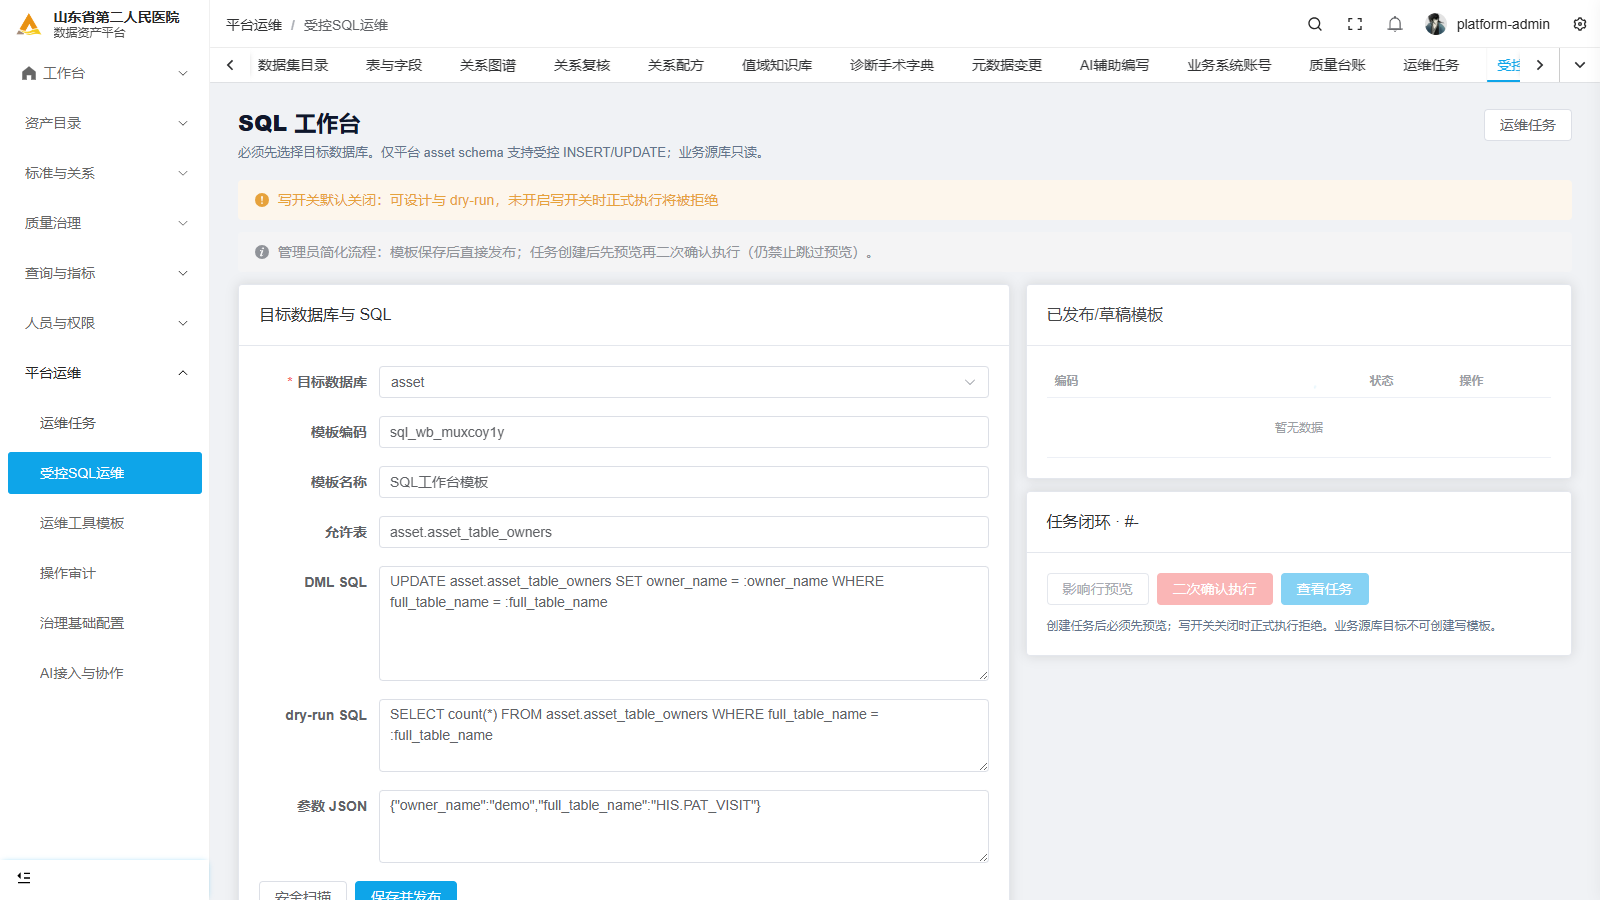 山东省第二人民医院
数据资产平台
工作台
资产目录
标准与关系
质量治理
查询与指标
人员与权限
平台运维
运维任务
受控SQL运维
运维工具模板
操作审计
治理基础配置
AI接入与协作
平台运维 / 受控SQL运维
platform-admin
数据集目录 表与字段 关系图谱 关系复核 关系配方 值域知识库 诊断手术字典 元数据变更 AI辅助编写 业务系统账号 质量台账 运维任务 受控
SQL 工作台
运维任务
必须先选择目标数据库。仅平台 asset schema 支持受控 INSERT/UPDATE；业务源库只读。
写开关默认关闭：可设计与 dry-run，未开启写开关时正式执行将被拒绝
管理员简化流程：模板保存后直接发布；任务创建后先预览再二次确认执行（仍禁止跳过预览）。
目标数据库与 SQL
* 目标数据库 asset
模板编码 sql_wb_muxcoy1y
模板名称 SQL工作台模板
允许表 asset.asset_table_owners
DML SQL UPDATE asset.asset_table_owners SET owner_name = :owner_name WHERE
full_table_name = :full_table_name
dry-run SQL SELECT count(*) FROM asset.asset_table_owners WHERE full_table_name =
:full_table_name
参数 JSON {"owner_name":"demo","full_table_name":"HIS.PAT_VISIT"}
安全扫描 保存并发布
已发布/草稿模板
编码 状态 操作
暂无数据
任务闭环 · #-
影响行预览 二次确认执行 查看任务
创建任务后必须先预览；写开关关闭时正式执行拒绝。业务源库目标不可创建写模板。